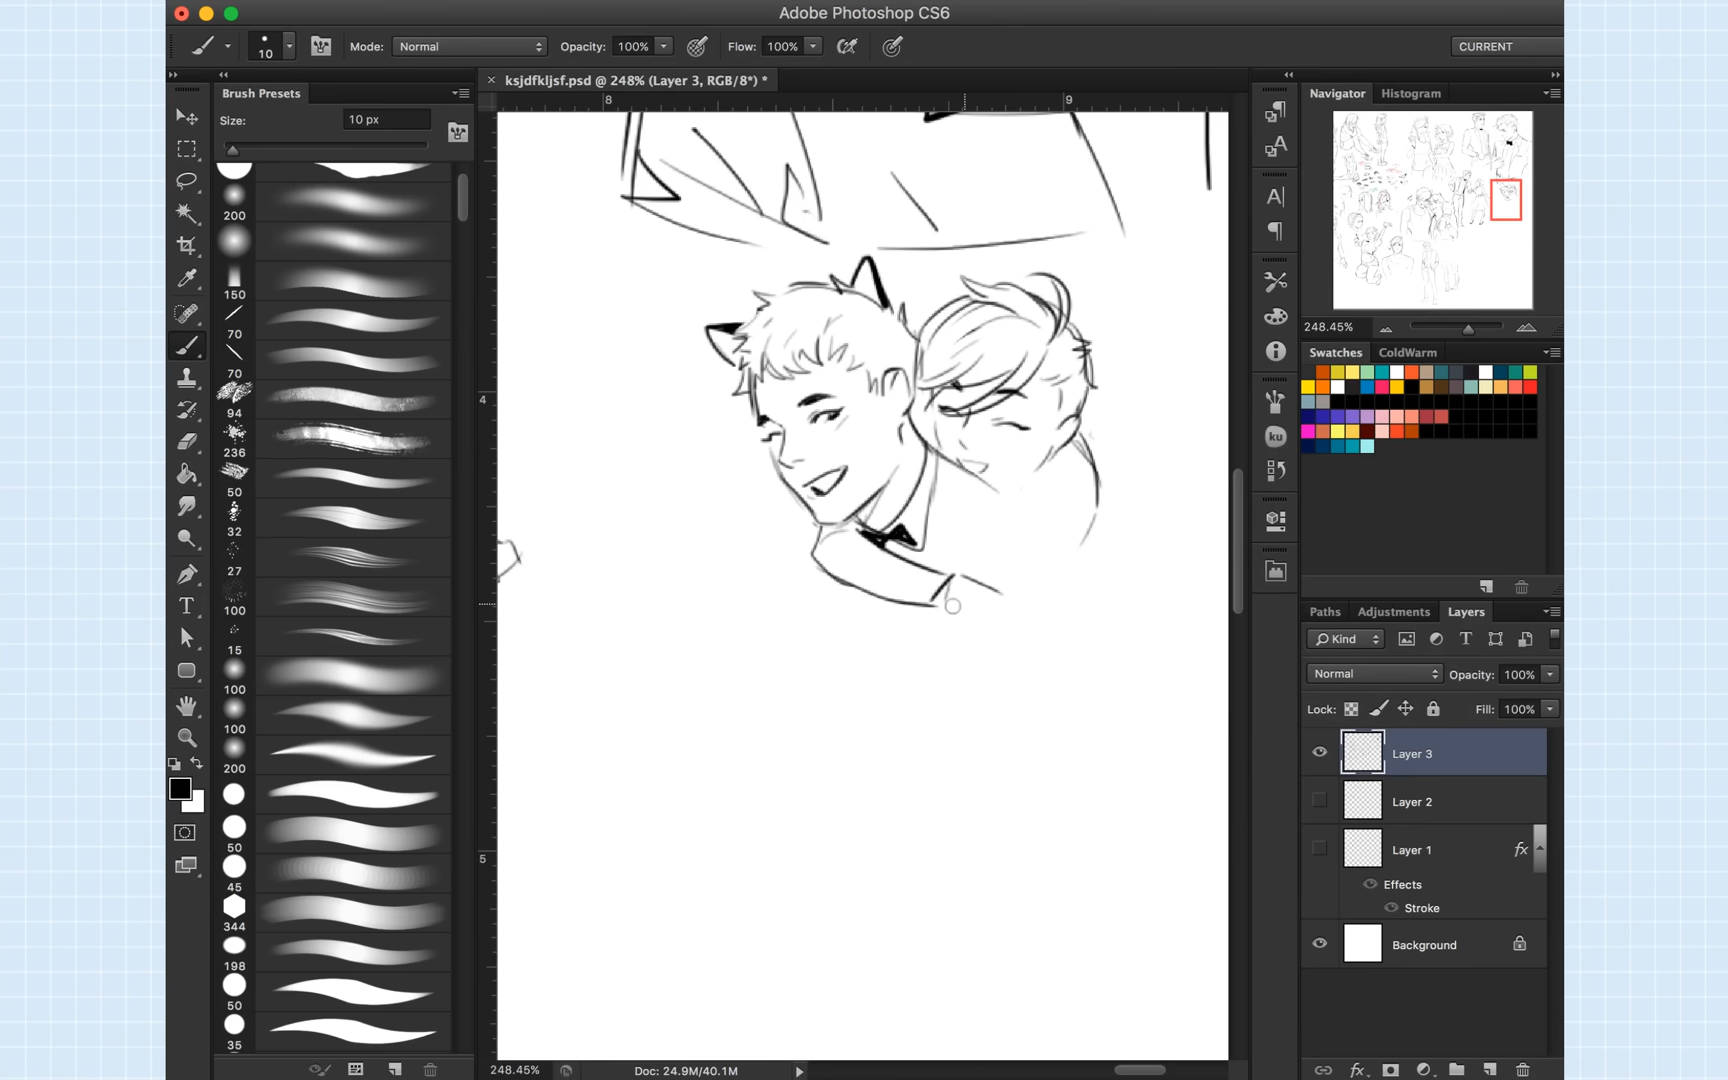 Adobe Photoshop CS6
10
Mode: Normal
Opacity: 100%
Flow: 100%
CURRENT
Brush Presets
ksjdfkljsf.psd @ 248% (Layer 3, RGB/8*) *
Size: 10 px
8
9
4
5
200
150
70
70
94
236
50
32
27
100
15
100
100
200
50
45
344
198
50
35
Navigator
Histogram
248.45%
Swatches
ColdWarm
ku
Paths
Adjustments
Layers
Kind
Normal
Opacity: 100%
Lock:
Fill: 100%
Layer 3
Layer 2
Layer 1
fx
Effects
Stroke
Background
248.45%
Doc: 24.9M/40.1M
fx